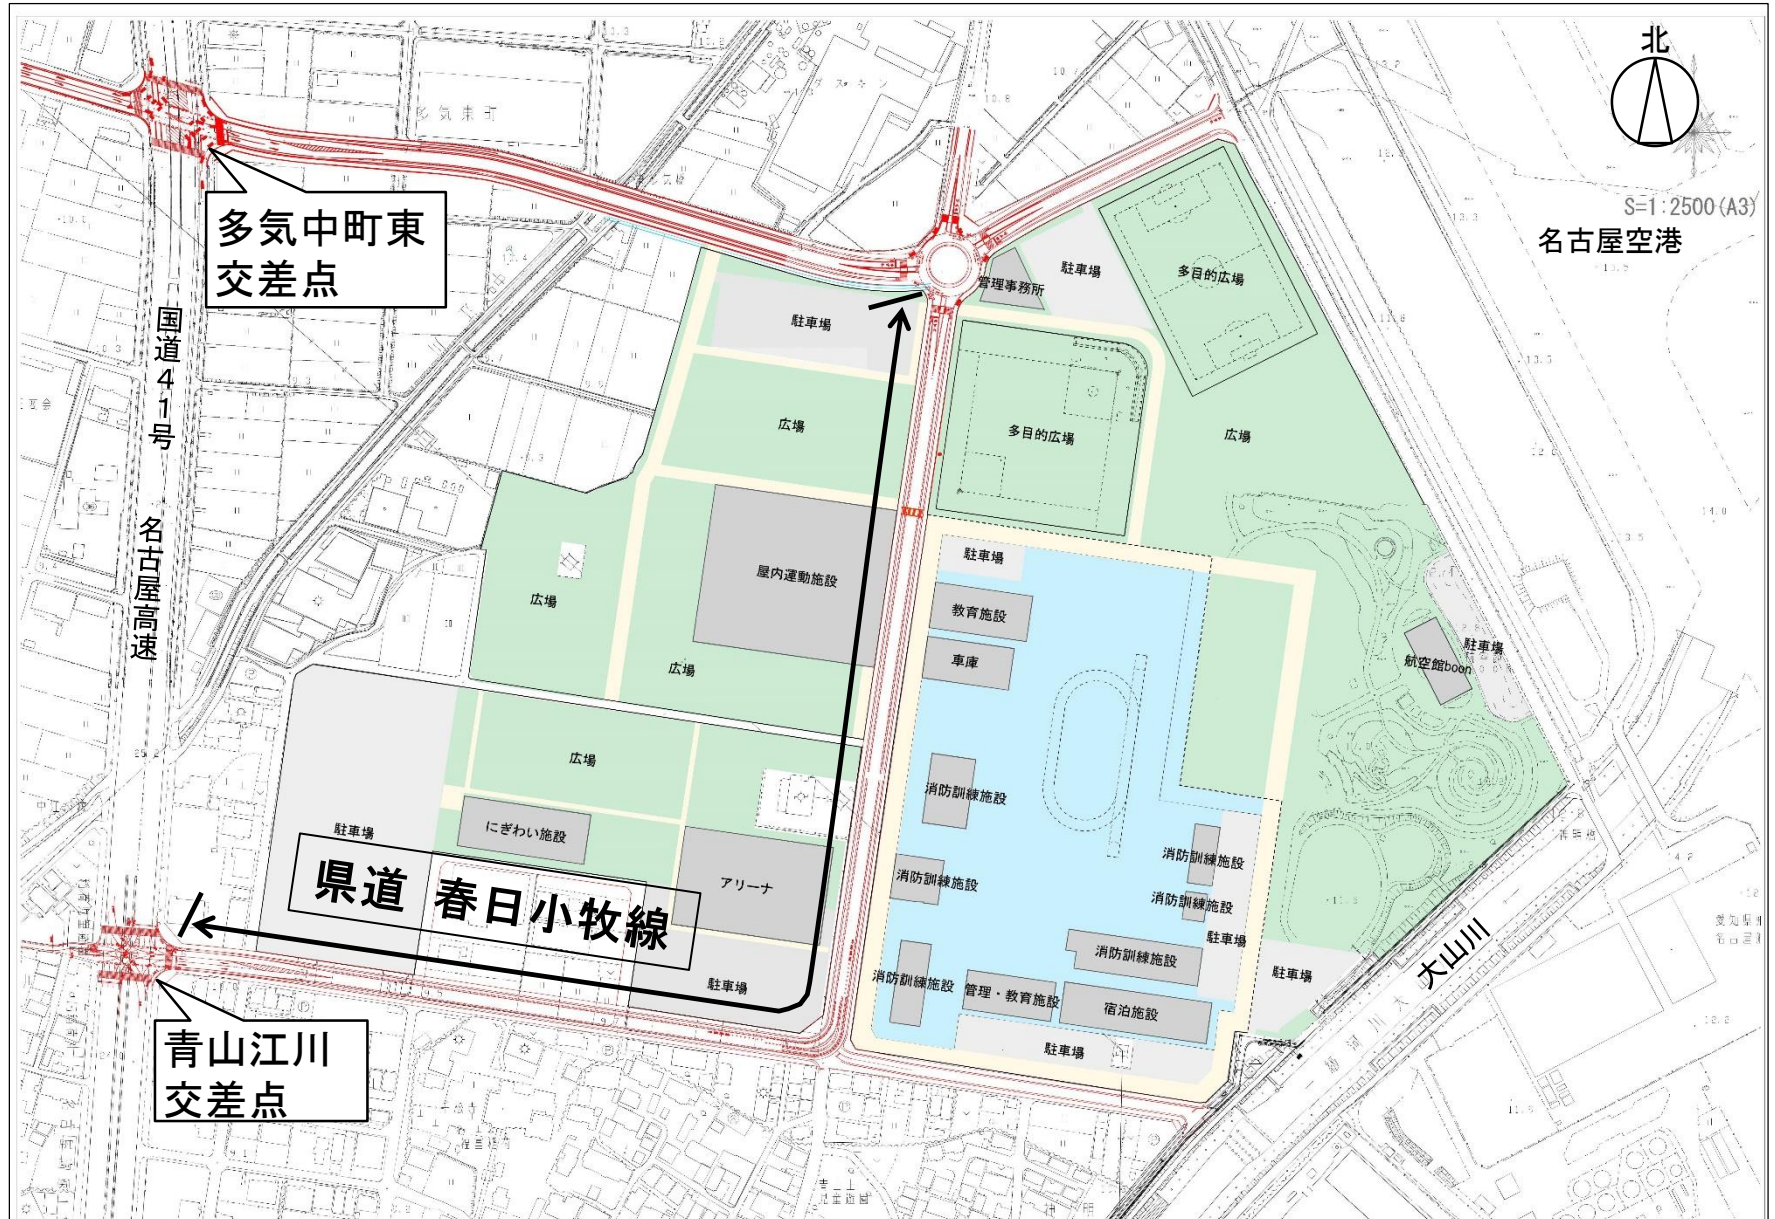 北
S=1:2500(A3)
名古屋空港
多気東町
多気中町東
交差点
国道41号
名古屋高速
駐車場
管理事務所
駐車場
多目的広場
広場
多目的広場
広場
屋内運動施設
広場
広場
駐車場
教育施設
車庫
航空館boon
駐車場
広場
消防訓練施設
にぎわい施設
駐車場
アリーナ
消防訓練施設
消防訓練施設
消防訓練施設
県道 春日小牧線
駐車場
消防訓練施設
駐車場
駐車場
消防訓練施設
管理・教育施設
宿泊施設
駐車場
大山川
青山江川
交差点